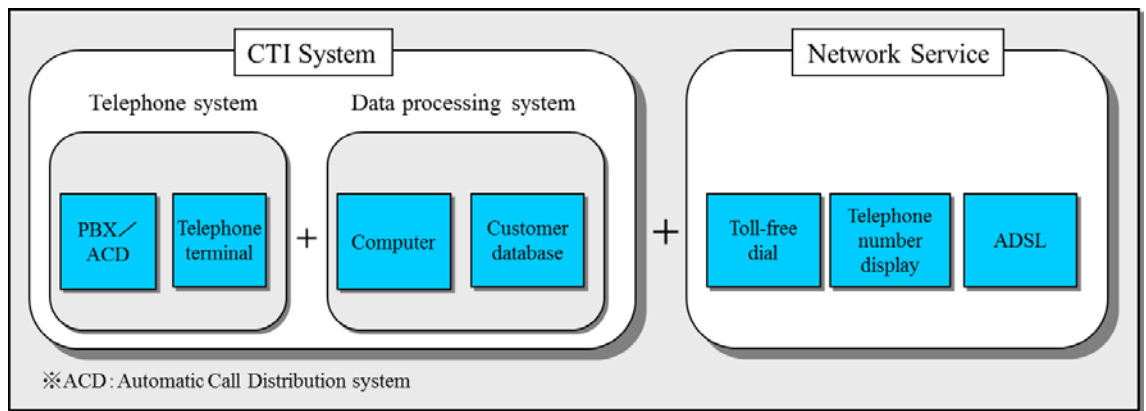 CTI System
Network Service
Telephone system
Data processing system
PBX／
ACD
Telephone
terminal
+
Computer
Customer
database
+
Toll-free
dial
Telephone
number
display
ADSL
※ACD：Automatic Call Distribution system